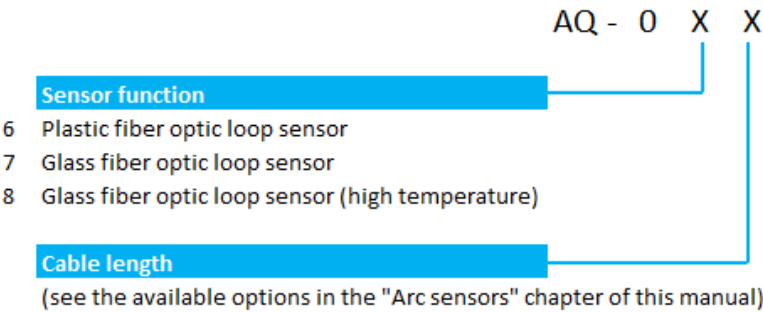 AQ - 0 X X
Sensor function
6 Plastic fiber optic loop sensor
7 Glass fiber optic loop sensor
8 Glass fiber optic loop sensor (high temperature)
Cable length
(see the available options in the "Arc sensors" chapter of this manual)